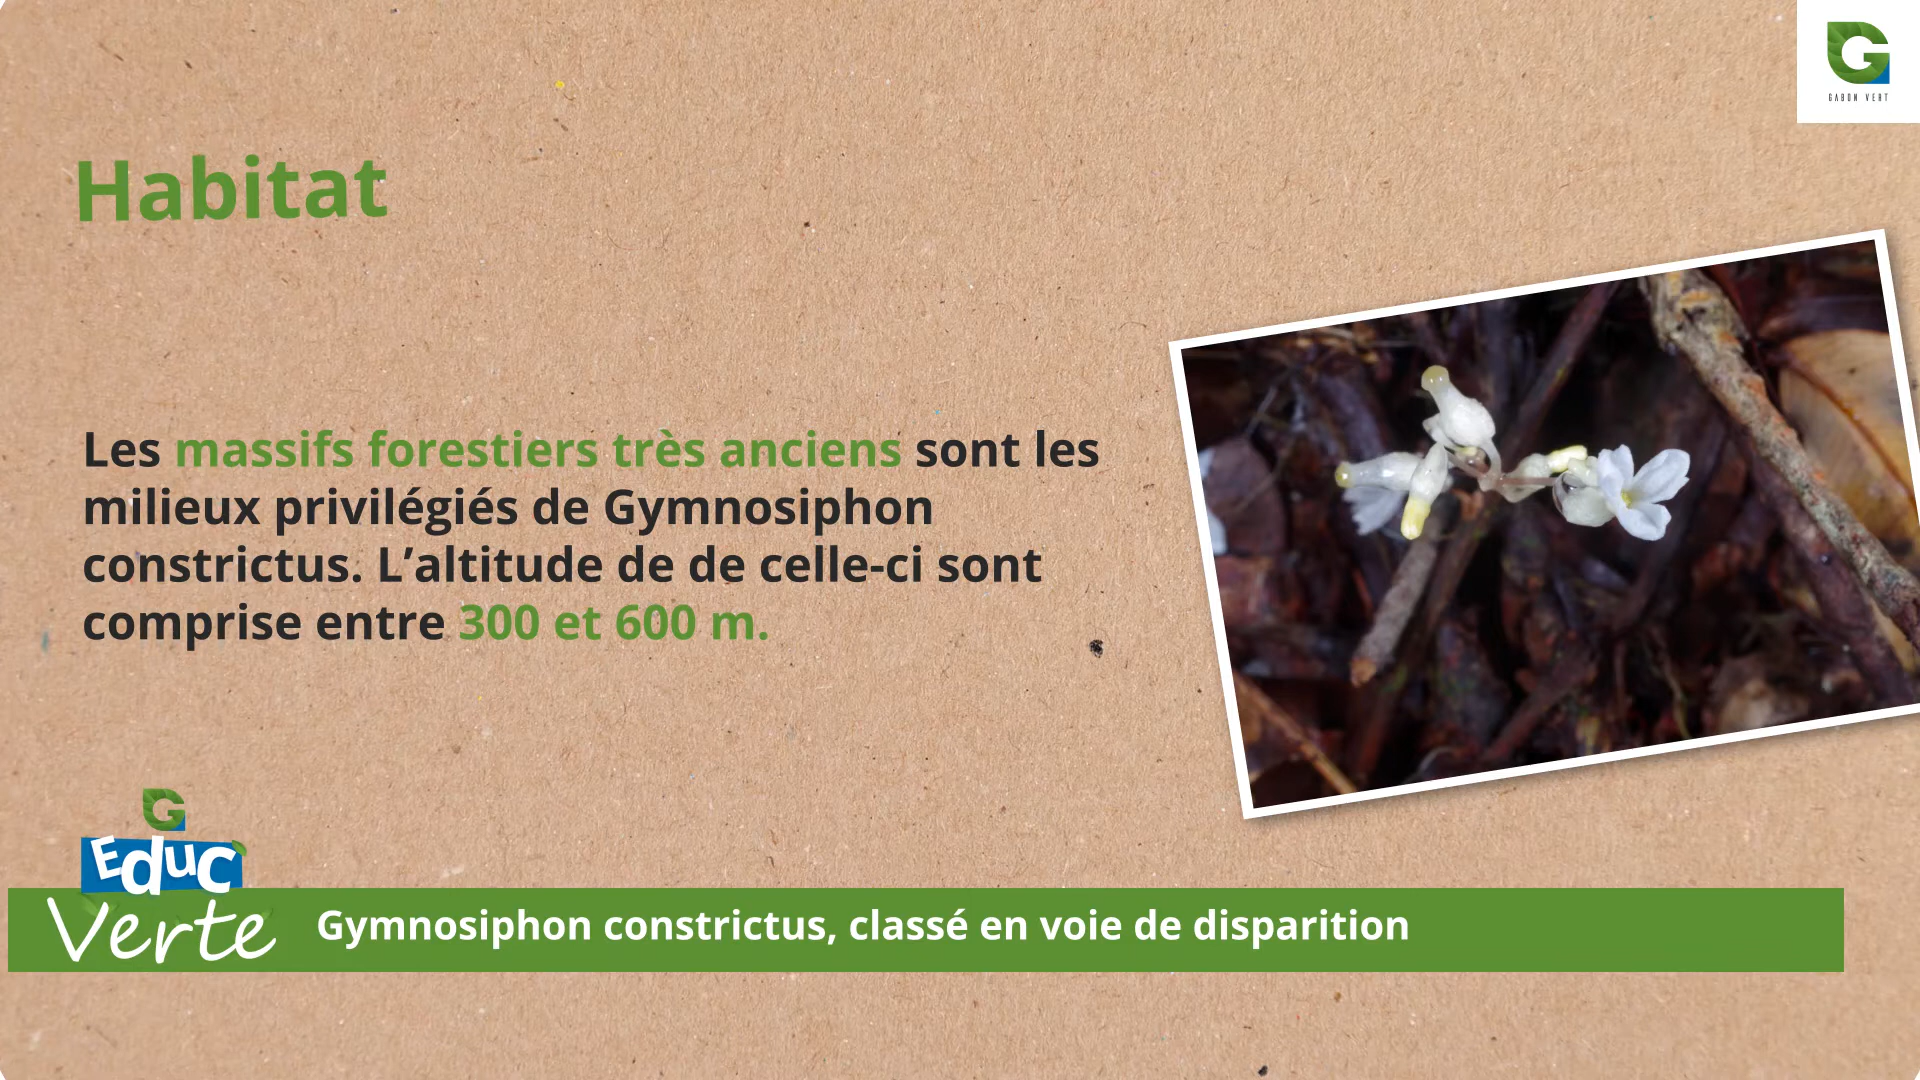 GABON VERT
Habitat
Les massifs forestiers très anciens sont les
milieux privilégiés de Gymnosiphon
constrictus. L’altitude de de celle-ci sont
comprise entre 300 et 600 m.
Educ
Verte
Gymnosiphon constrictus, classé en voie de disparition